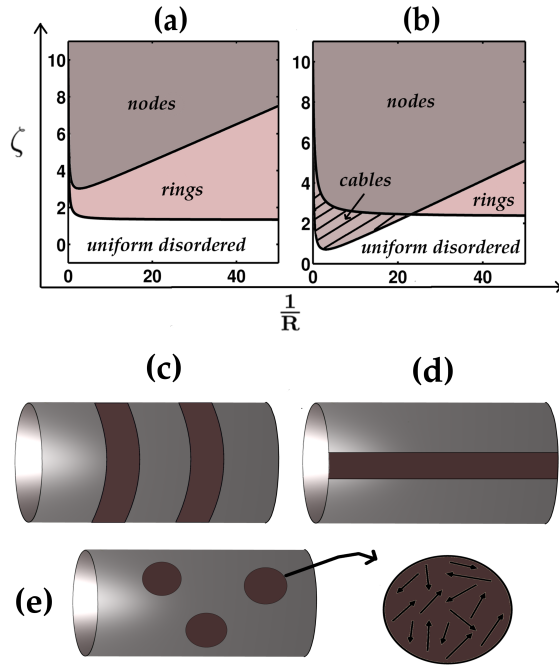 (a) (b)
10 10
8 8
nodes nodes
6 6
ζ
4 cables 4
rings
2 rings 2
0 uniform disordered uniform disordered 0
0 20 40 0 20 40
1
R
(c) (d)
(e)